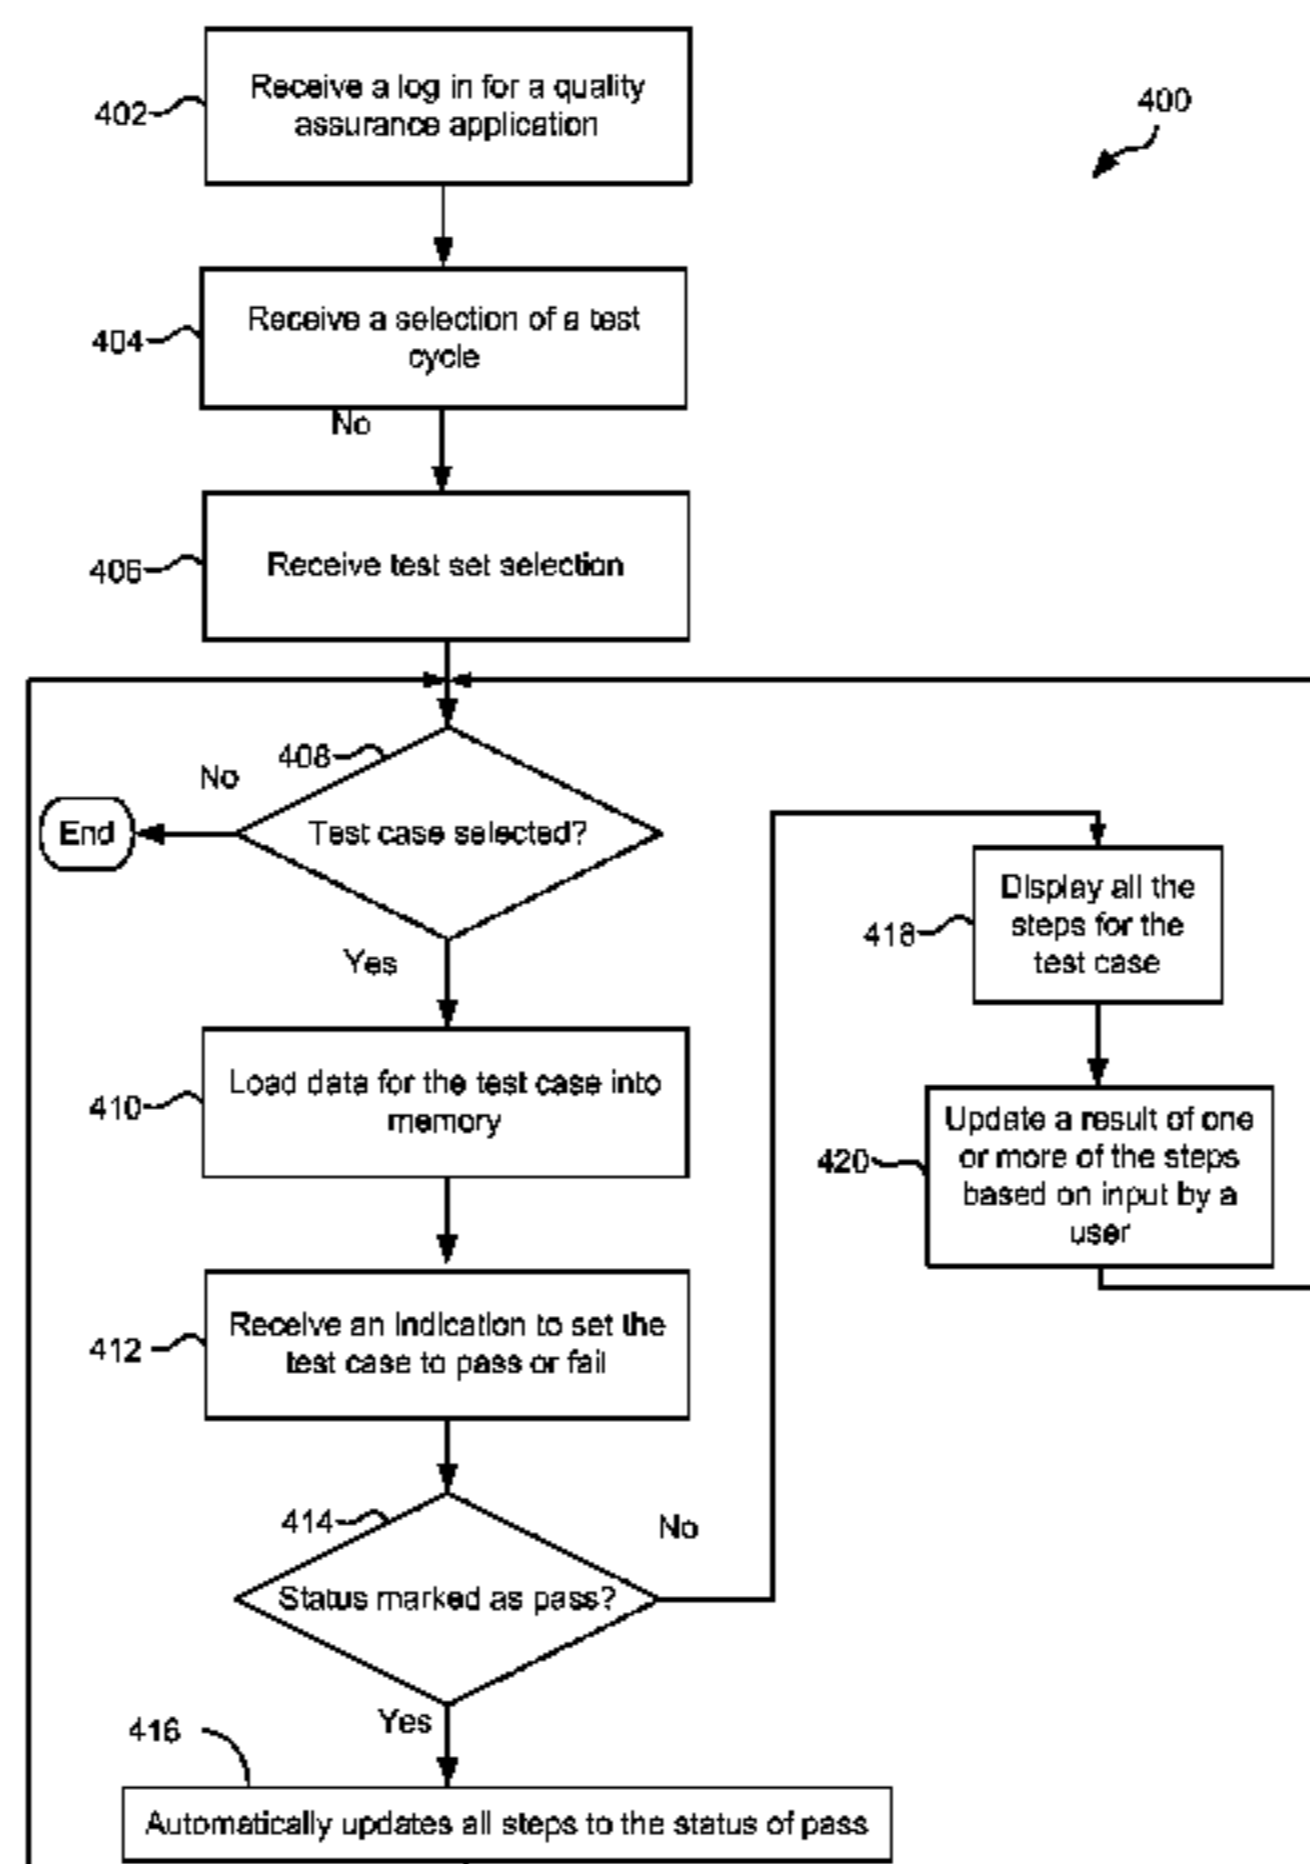 400
402
Receive a log in for a quality
assurance application
404
Receive a selection of a test
cycle
No
406
Receive test set selection
408
No
End
Test case selected?
Yes
410
Load data for the test case into
memory
412
Receive an indication to set the
test case to pass or fail
414
No
Status marked as pass?
Yes
416
Automatically updates all steps to the status of pass
418
Display all the
steps for the
test case
420
Update a result of one
or more of the steps
based on input by a
user